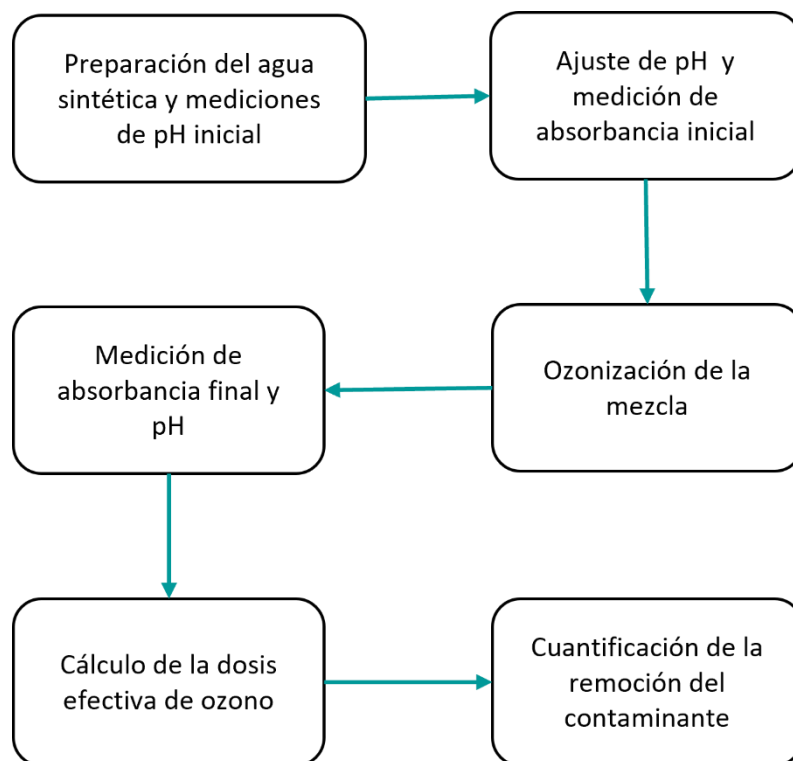 Preparación del agua
sintética y mediciones
de pH inicial
Ajuste de pH y
medición de
absorbancia inicial
Ozonización de la
mezcla
Medición de
absorbancia final y
pH
Cálculo de la dosis
efectiva de ozono
Cuantificación de la
remoción del
contaminante